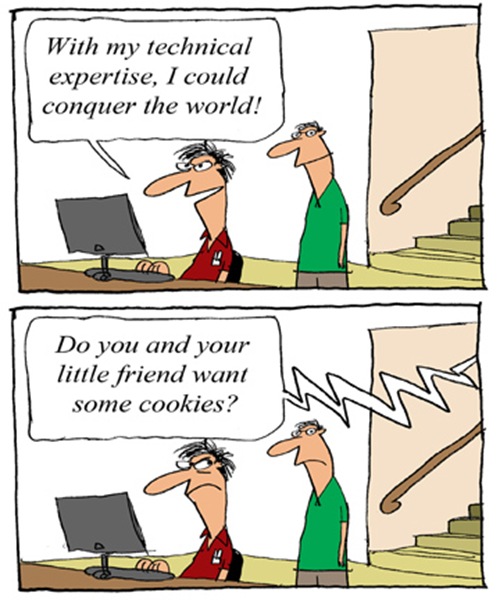 With my technical
expertise, I could
conquer the world!
Do you and your
little friend want
some cookies?